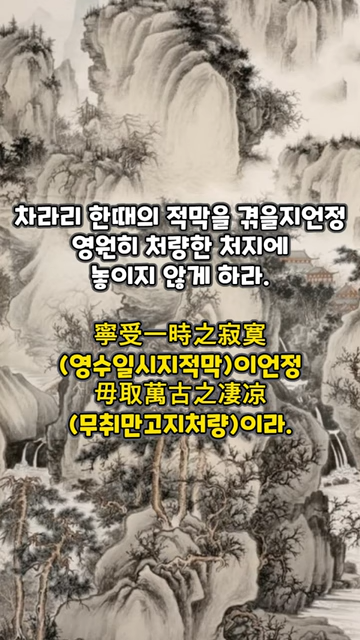 차라리 한때의 적막을 겪을지언정
영원히 처량한 처지에
놓이지 않게 하라.
寧受一時之寂寞
(영수일시지적막)이언정
毋取萬古之凄凉
(무취만고지처량)이라.